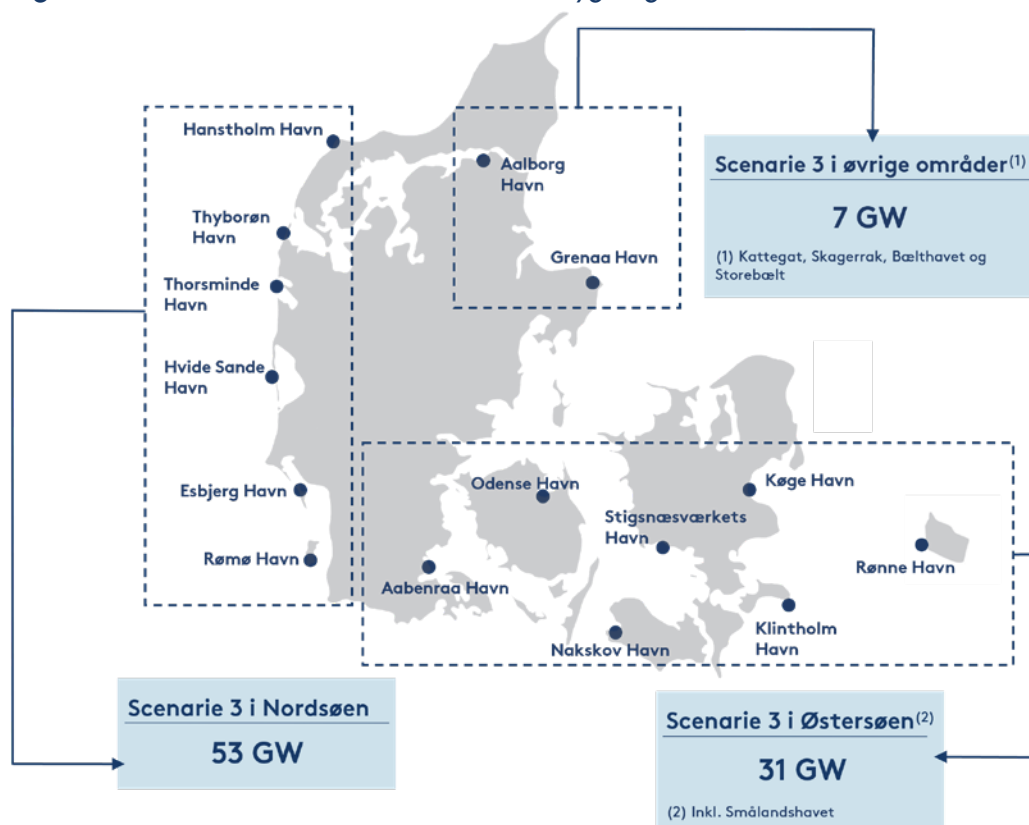 Hanstholm Havn
Aalborg
Havn
Scenarie 3 i øvrige områder(1)
7 GW
(1) Kattegat, Skagerrak, Bælthavet og
Storebælt
Thyborøn
Havn
Grenaa Havn
Thorsminde
Havn
Hvide Sande
Havn
Esbjerg Havn
Odense Havn
Køge Havn
Stigsnæsværkets
Havn
Rømø Havn
Aabenraa Havn
Rønne Havn
Klintholm
Havn
Nakskov Havn
Scenarie 3 i Nordsøen
53 GW
Scenarie 3 i Østersøen(2)
31 GW
(2) Inkl. Smålandshavet